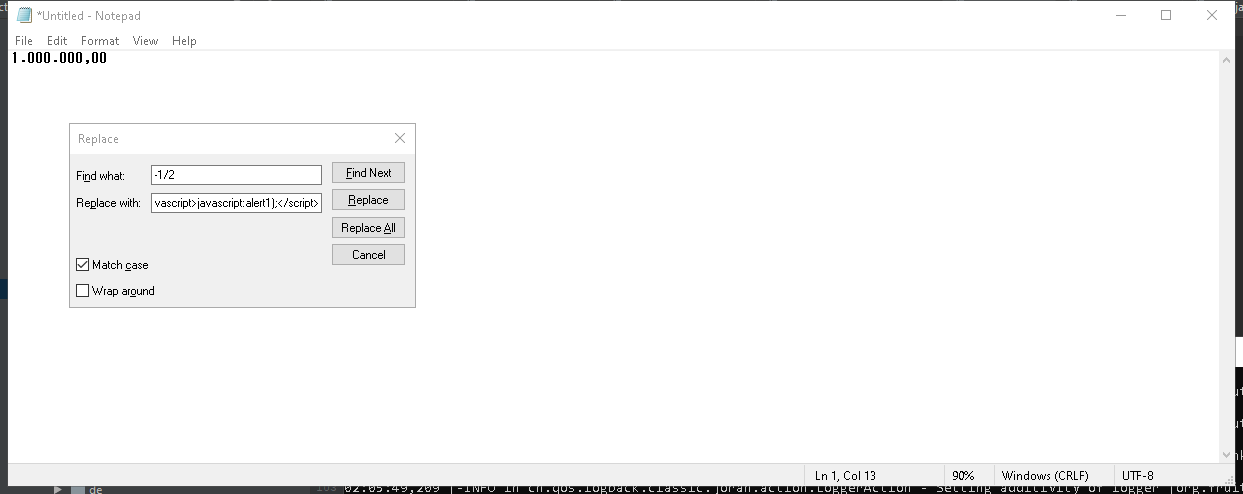 *Untitled - Notepad
File Edit Format View Help
1.000.000,00
Replace
Find what: -1/2 Find Next
Replace with: vascript>javascript:alert1);</script> Replace
Replace All
Cancel
Match case
Wrap around
Ln 1, Col 13 90% Windows (CRLF) UTF-8
de 02:05:49,209 |-INFO in ch.qos.logback.classic.joran.action.LoggerAction - Setting additivity of logger